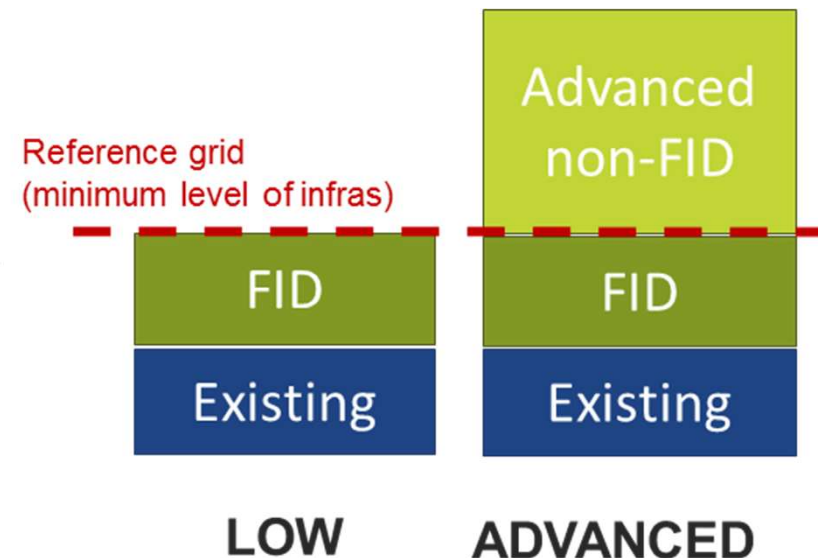 Advanced
non-FID
Reference grid
(minimum level of infras)
FID
FID
Existing
Existing
LOW
ADVANCED